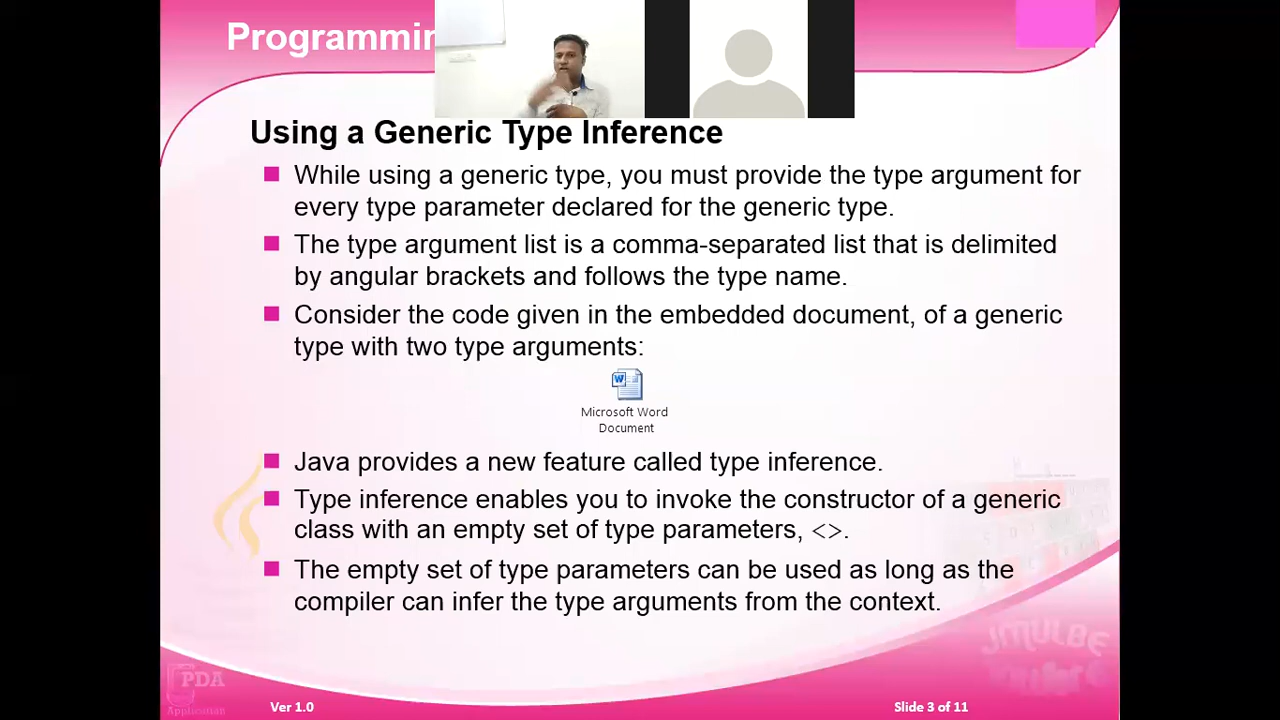 Programmin
Using a Generic Type Inference
While using a generic type, you must provide the type argument for
every type parameter declared for the generic type.
The type argument list is a comma-separated list that is delimited
by angular brackets and follows the type name.
Consider the code given in the embedded document, of a generic
type with two type arguments:
Microsoft Word
Document
Java provides a new feature called type inference.
Type inference enables you to invoke the constructor of a generic
class with an empty set of type parameters, <>.
The empty set of type parameters can be used as long as the
compiler can infer the type arguments from the context.
JMULBE
PDA
Application
Ver 1.0
Slide 3 of 11